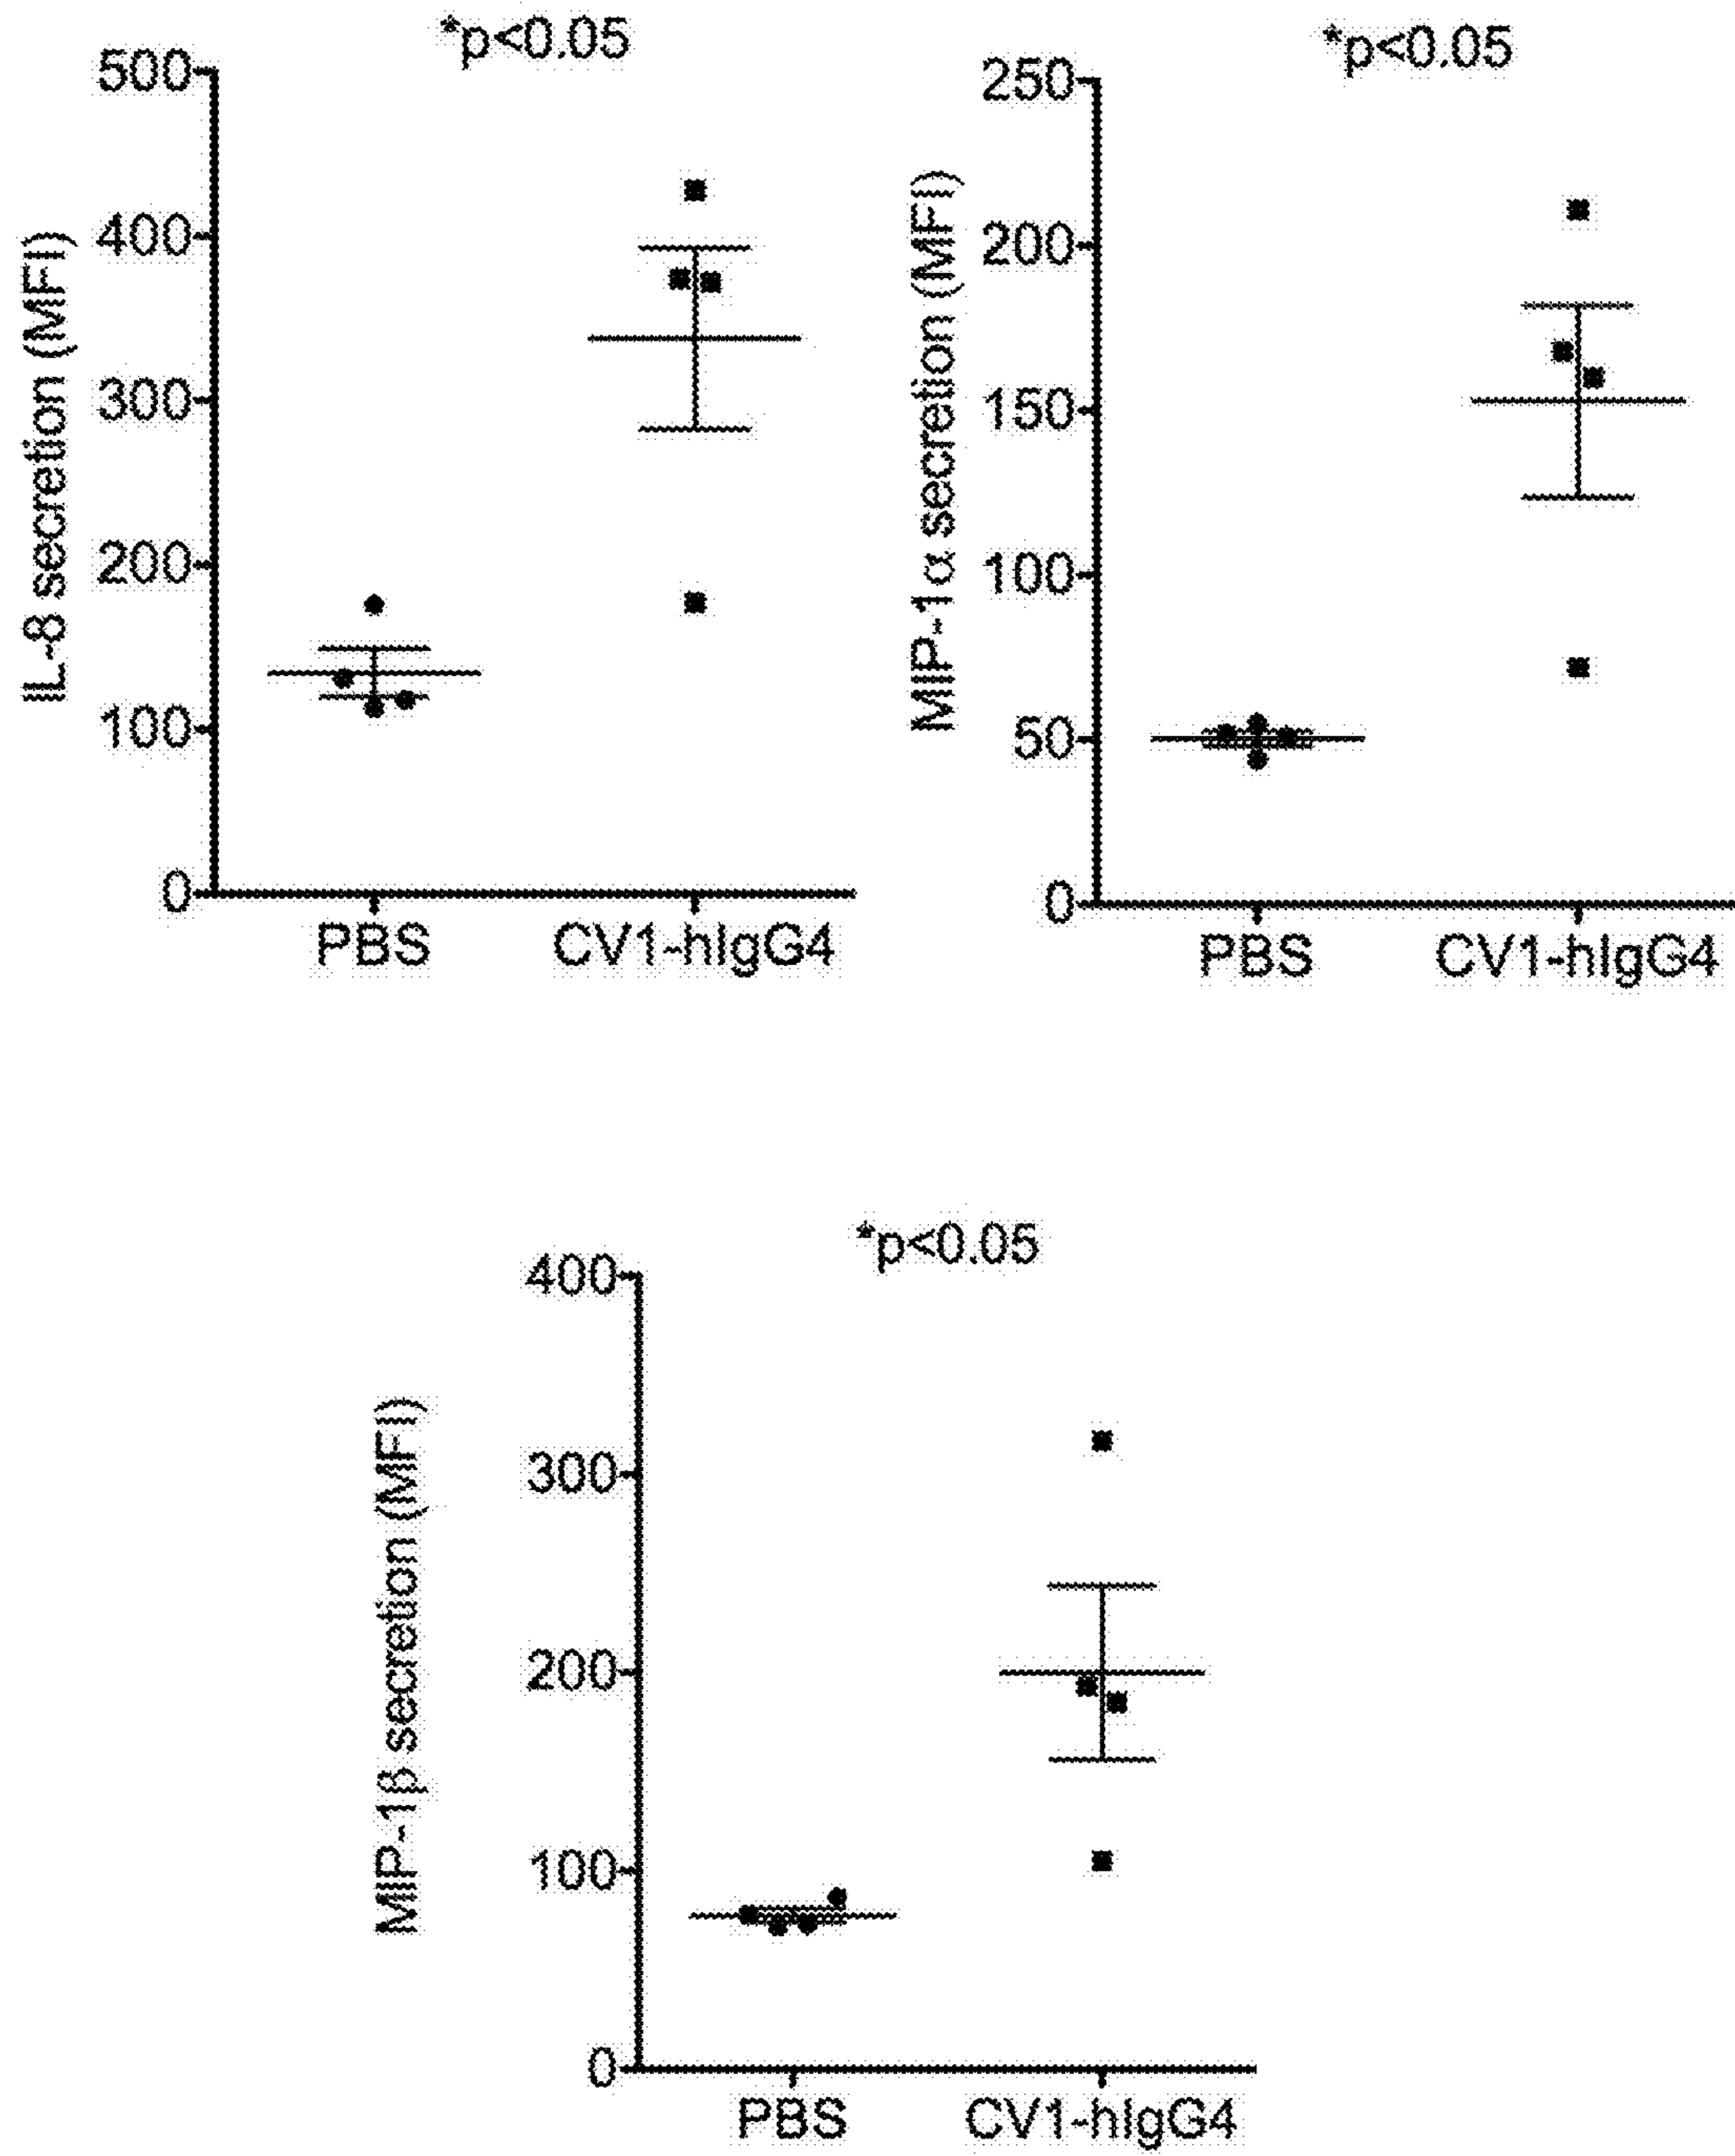 *p<0.05
500
400
300
200
100
0
IL-8 secretion (MFI)
PBS CV1-hIgG4
*p<0.05
250
200
150
100
50
0
MIP-1α secretion (MFI)
PBS CV1-hIgG4
*p<0.05
400
300
200
100
0
MIP-1β secretion (MFI)
PBS CV1-hIgG4